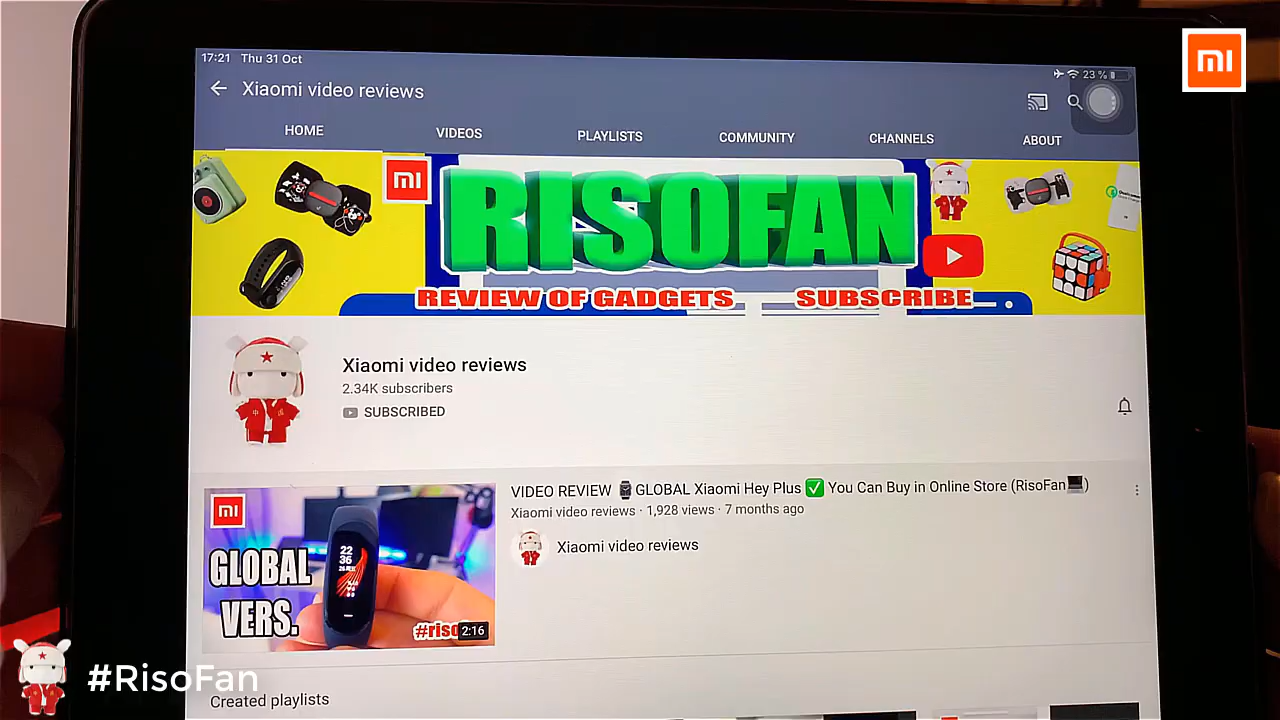 17:21 Thu 31 Oct
23 %
Xiaomi video reviews
HOME
VIDEOS
PLAYLISTS
COMMUNITY
CHANNELS
ABOUT
RISOFAN
REVIEW OF GADGETS
SUBSCRIBE
Xiaomi video reviews
2.34K subscribers
SUBSCRIBED
VIDEO REVIEW ⌚GLOBAL Xiaomi Hey Plus ✅ You Can Buy in Online Store (RisoFan💻)
Xiaomi video reviews · 1,928 views · 7 months ago
Xiaomi video reviews
GLOBAL
VERS.
22
36
#riso
2:16
#RisoFan
Created playlists